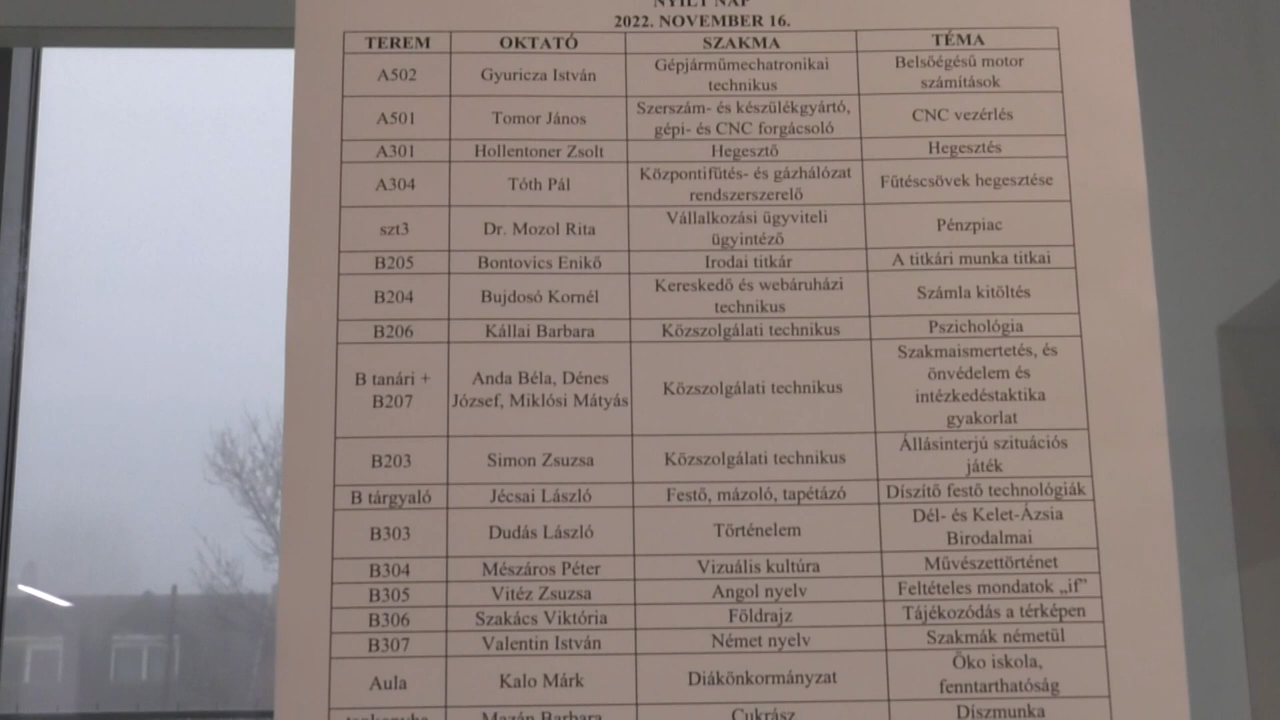 NYÍLT NAP
2022. NOVEMBER 16.
TEREM OKTATÓ SZAKMA TÉMA
A502 Gyuricza István Gépjárműmechatronikai technikus Belsőégésű motor számítások
A501 Tomor János Szerszám- és készülékgyártó, gépi- és CNC forgácsoló CNC vezérlés
A301 Hollentoner Zsolt Hegesztő Hegesztés
A304 Tóth Pál Központifűtés- és gázhálózat rendszerszerelő Fűtéscsövek hegesztése
szt3 Dr. Mozol Rita Vállalkozási ügyviteli ügyintéző Pénzpiac
B205 Bontovics Enikő Irodai titkár A titkári munka titkai
B204 Bujdosó Kornél Kereskedő és webáruházi technikus Számla kitöltés
B206 Kállai Barbara Közszolgálati technikus Pszichológia
B tanári + B207 Anda Béla, Dénes József, Miklósi Mátyás Közszolgálati technikus Szakmaismertetés, és önvédelem és intézkedéstaktika gyakorlat
B203 Simon Zsuzsa Közszolgálati technikus Állásinterjú szituációs játék
B tárgyaló Jécsai László Festő, mázoló, tapétázó Díszítő festő technológiák
B303 Dudás László Történelem Dél- és Kelet-Ázsia Birodalmai
B304 Mészáros Péter Vizuális kultúra Művészettörténet
B305 Vitéz Zsuzsa Angol nyelv Feltételes mondatok „if”
B306 Szakács Viktória Földrajz Tájékozódás a térképen
B307 Valentin István Német nyelv Szakmák németül
Aula Kalo Márk Diákönkormányzat Öko iskola, fenntarthatóság
Mazán Barbara Cukrász Díszmunka